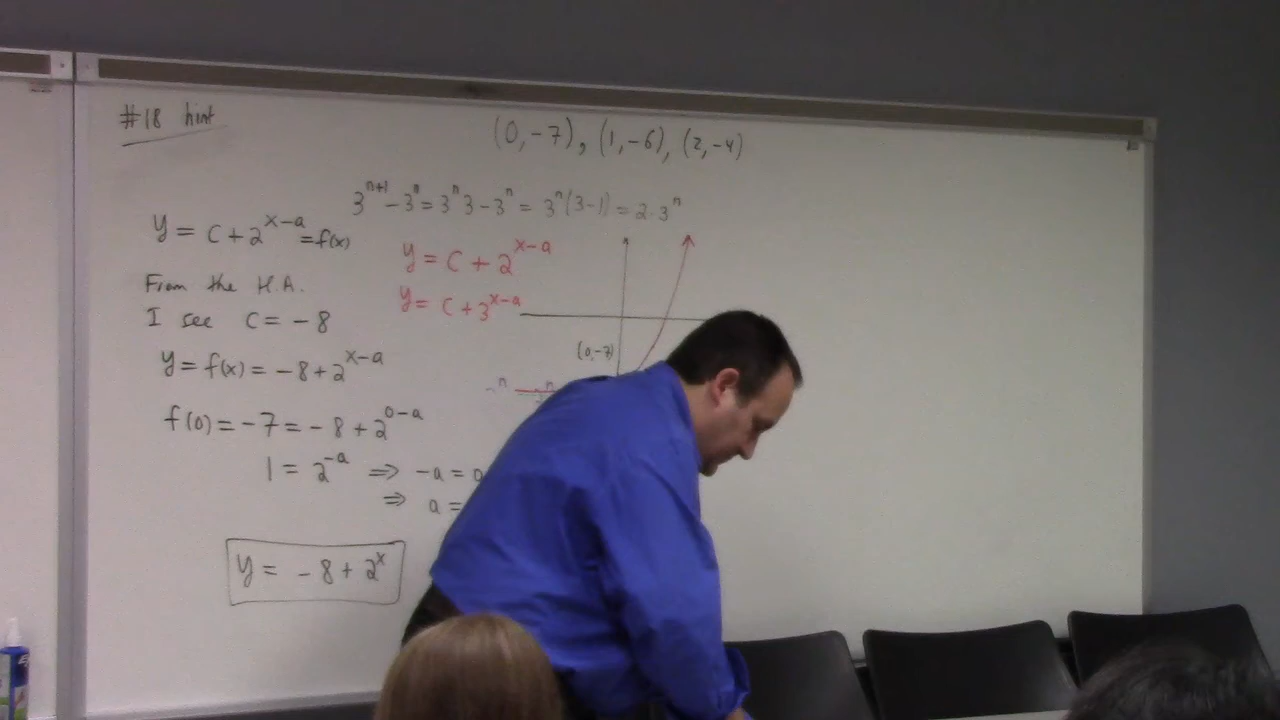 #18 hint
(0,-7), (1,-6), (2,-4)
3^{n+1} - 3^n = 3^n 3 - 3^n = 3^n(3-1) = 2·3^n
y = c + 2^{x-a} = f(x)
From the H.A.
I see c = -8
y = f(x) = -8 + 2^{x-a}
f(0) = -7 = -8 + 2^{0-a}
1 = 2^{-a} ⇒ -a = 0
⇒ a =
y = -8 + 2^x
y = c + 2^{x-a}
y = c + 3^{x-a}
(0,-7)